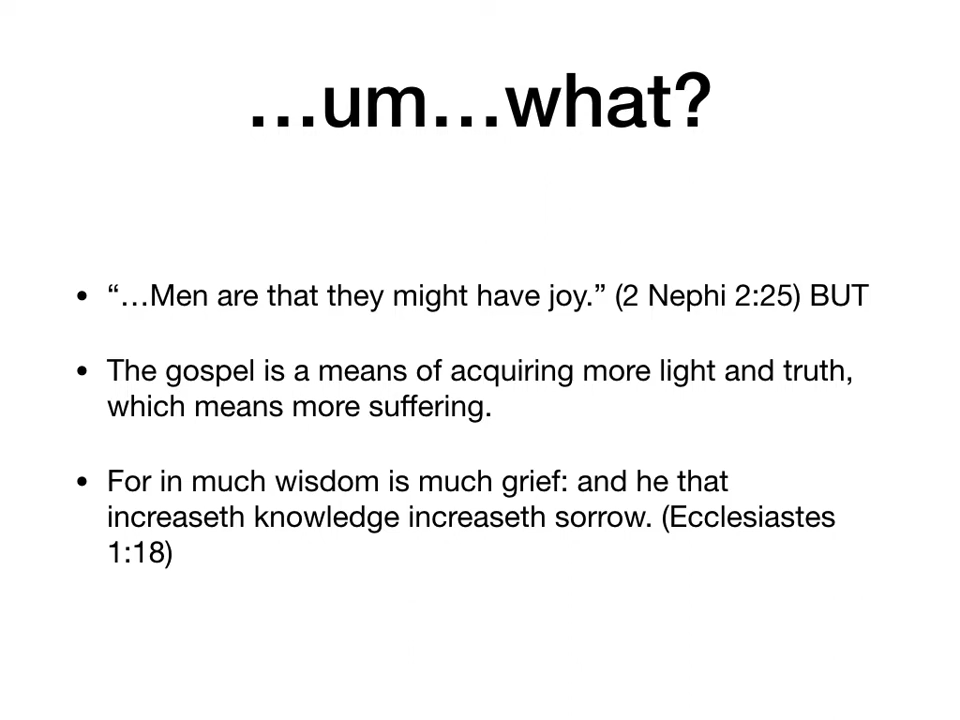 …um…what?
• “…Men are that they might have joy.” (2 Nephi 2:25) BUT
• The gospel is a means of acquiring more light and truth,
which means more suffering.
• For in much wisdom is much grief: and he that
increaseth knowledge increaseth sorrow. (Ecclesiastes
1:18)